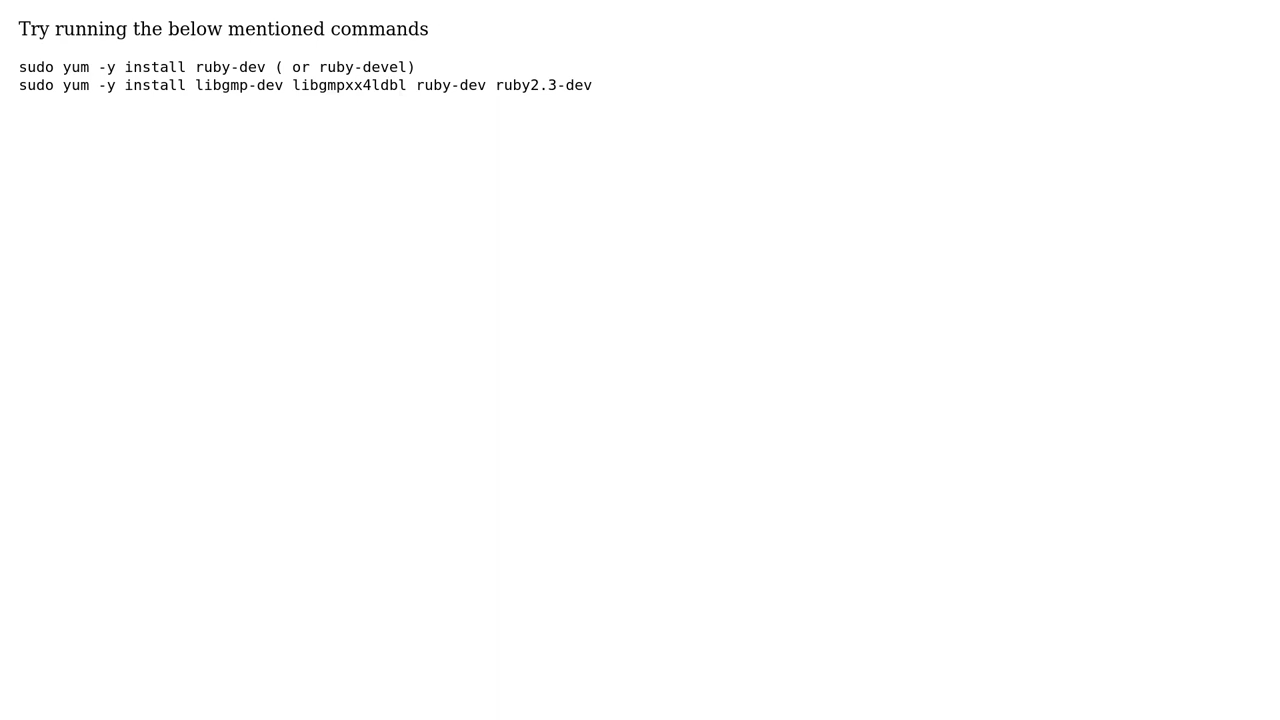 Try running the below mentioned commands
sudo yum -y install ruby-dev ( or ruby-devel)
sudo yum -y install libgmp-dev libgmpxx4ldbl ruby-dev ruby2.3-dev